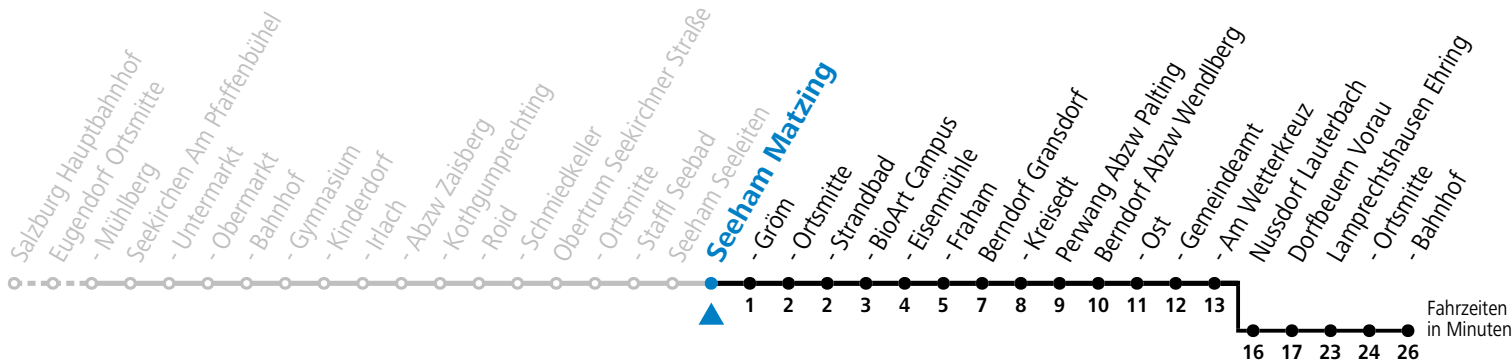 Salzburg Hauptbahnhof
Eugendorf Ortsmitte
- Mühlberg
Seekirchen Am Pfaffenbühel
- Untermarkt
- Obermarkt
- Bahnhof
- Gymnasium
- Kinderdorf
- Irlach
- Abzw Zaisberg
- Kothgumprechting
- Roid
- Schmiedkeller
Obertrum Seekirchner Straße
- Ortsmitte
- Staffl Seebad
Seeham Seeleiten
Seeham Matzing
- Gröm
- Ortsmitte
- Strandbad
- BioArt Campus
- Eisenmühle
- Fraham
Berndorf Gransdorf
- Kreisedt
Perwang Abzw Palting
Berndorf Abzw Wendlberg
- Ost
- Gemeindeamt
- Am Wetterkreuz
Nussdorf Lauterbach
Dorfbeuern Vorau
Lamprechtshausen Ehring
- Ortsmitte
- Bahnhof
1 2 2 3 4 5 7 8 9 10 11 12 13
Fahrzeiten
in Minuten
16 17 23 24 26